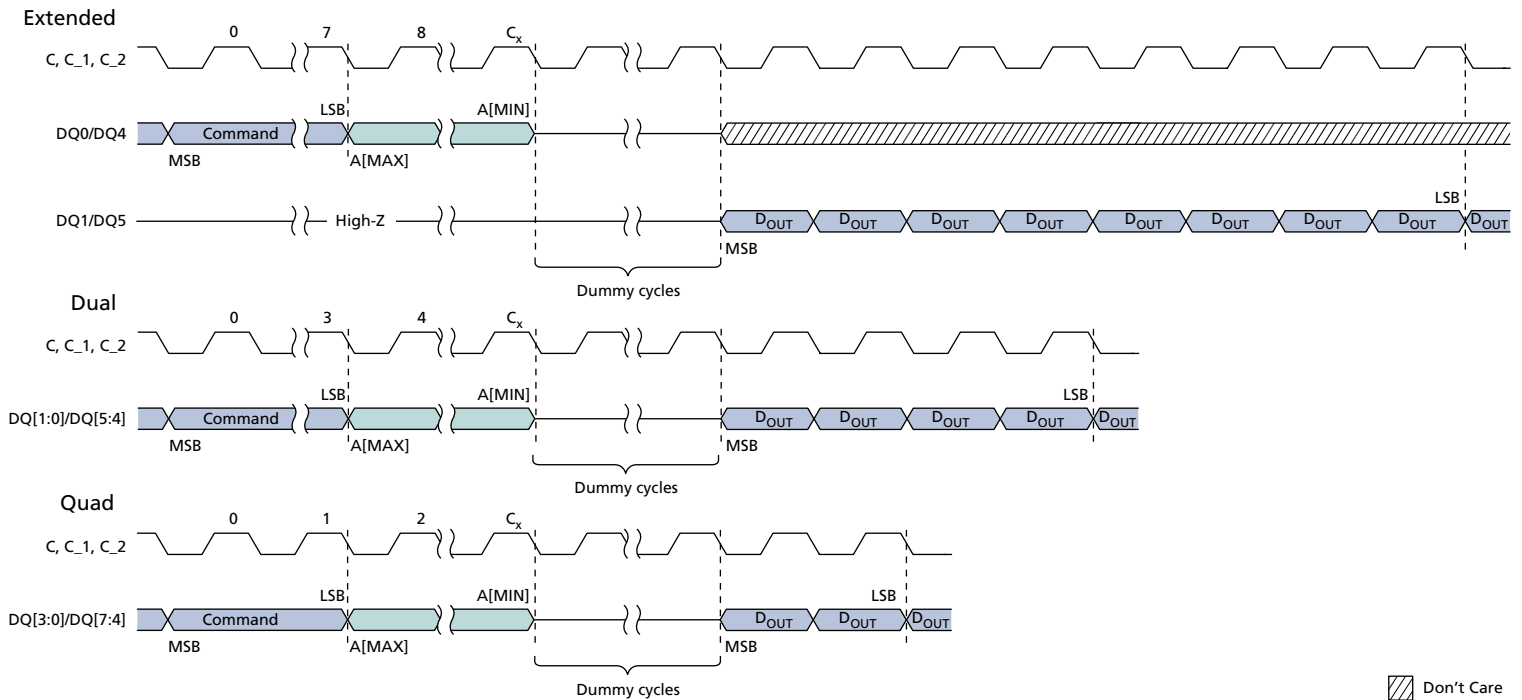 Extended
0 7 8 Cx
C, C_1, C_2
LSB A[MIN]
DQ0/DQ4 Command
MSB A[MAX]
LSB
DQ1/DQ5 High-Z DOUT DOUT DOUT DOUT DOUT DOUT DOUT DOUT DOUT
MSB
Dummy cycles
Dual
0 3 4 Cx
C, C_1, C_2
LSB A[MIN] LSB
DQ[1:0]/DQ[5:4] Command DOUT DOUT DOUT DOUT DOUT
MSB A[MAX] MSB
Dummy cycles
Quad
0 1 2 Cx
C, C_1, C_2
LSB A[MIN] LSB
DQ[3:0]/DQ[7:4] Command DOUT DOUT DOUT
MSB A[MAX] MSB
Dummy cycles
Don't Care